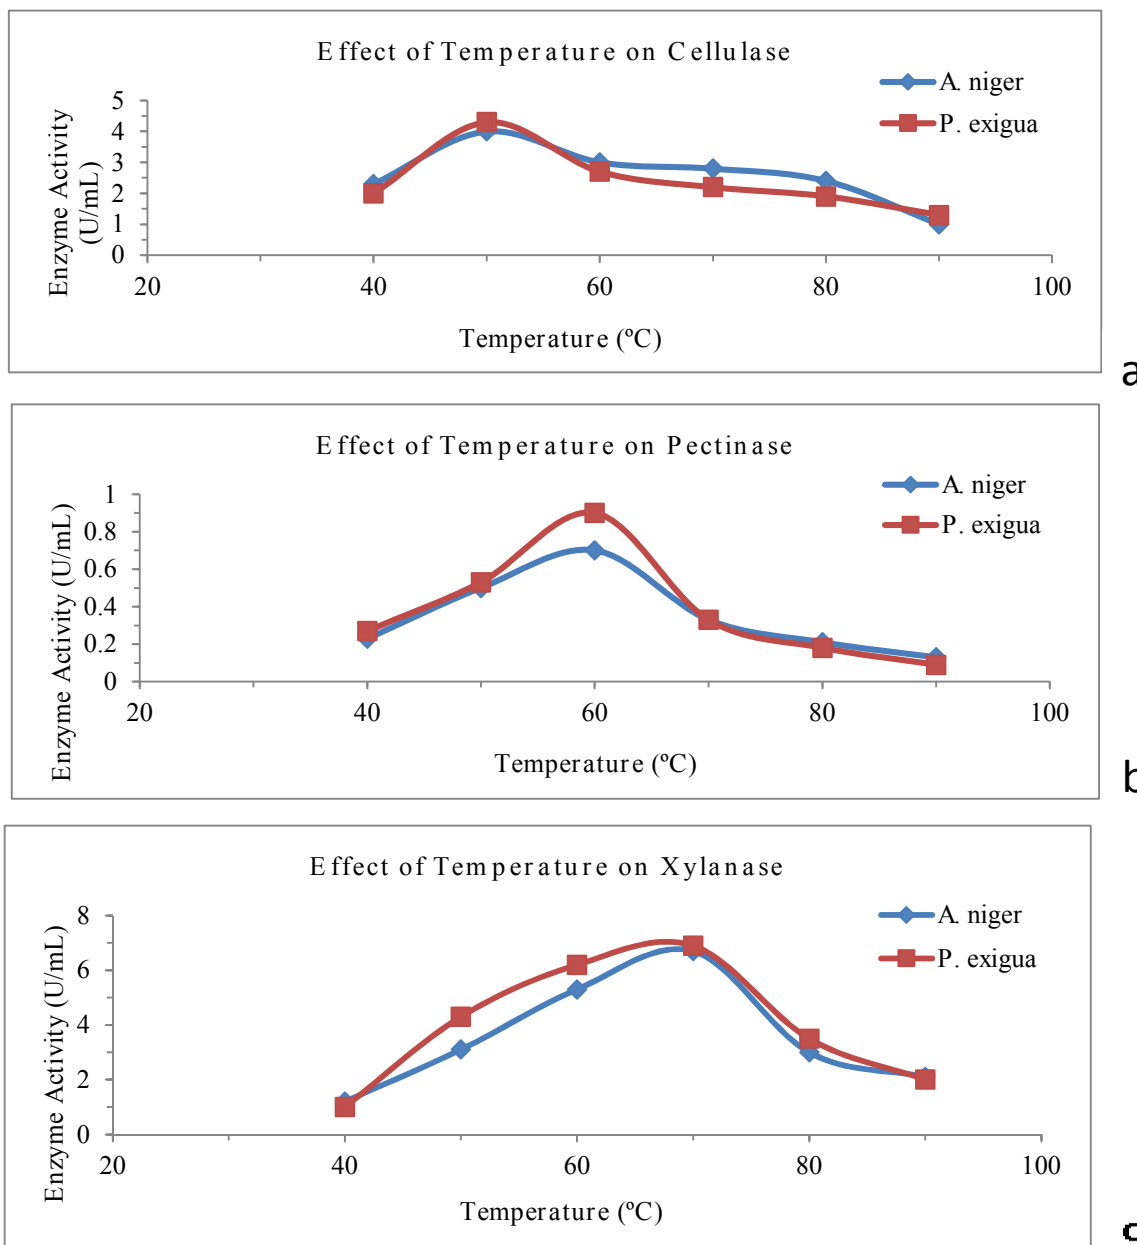 Effect of Temperature on Cellulase
A. niger
P. exigua
Enzyme Activity
(U/mL)
5
4
3
2
1
0
20 40 60 80 100
Temperature (ºC)
a
Effect of Temperature on Pectinase
A. niger
P. exigua
Enzyme Activity (U/mL)
1
0.8
0.6
0.4
0.2
0
20 40 60 80 100
Temperature (ºC)
b
Effect of Temperature on Xylanase
A. niger
P. exigua
Enzyme Activity (U/mL)
8
6
4
2
0
20 40 60 80 100
Temperature (ºC)